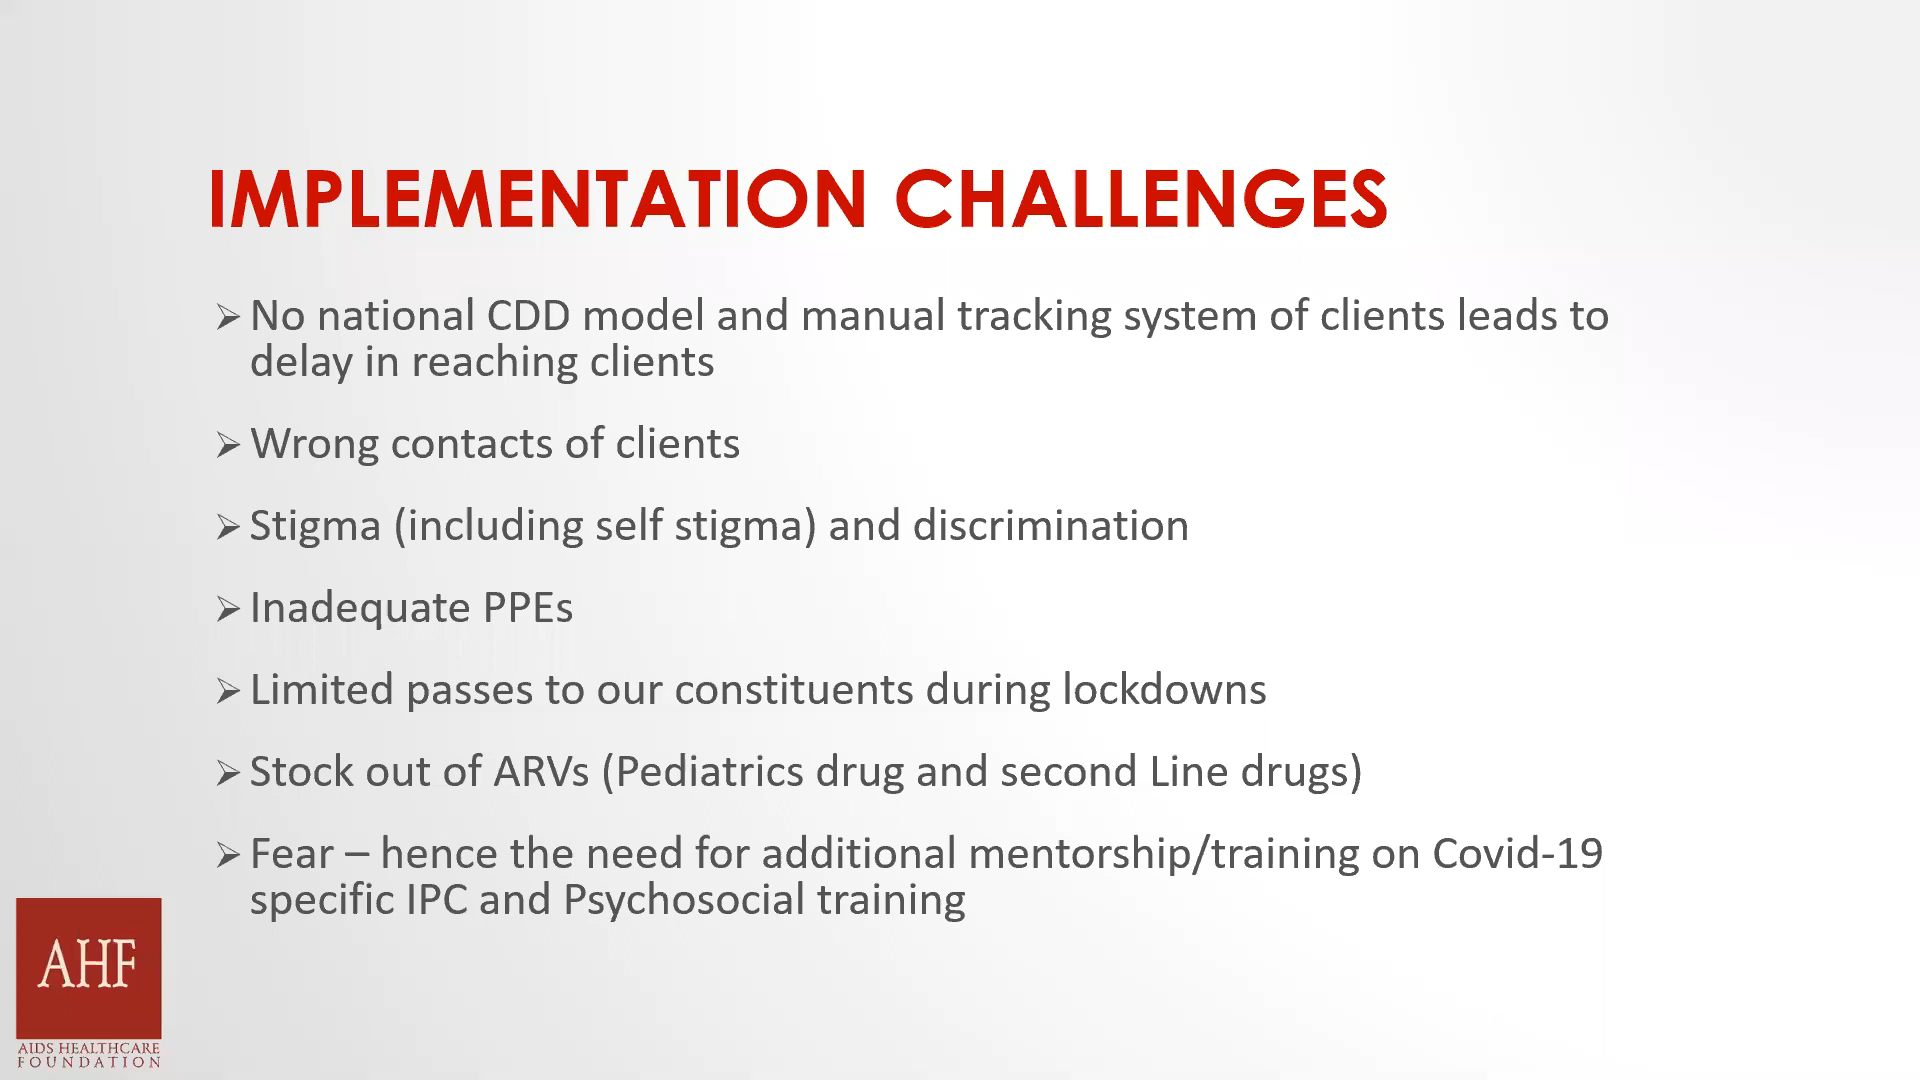 IMPLEMENTATION CHALLENGES
➢ No national CDD model and manual tracking system of clients leads to
delay in reaching clients
➢ Wrong contacts of clients
➢ Stigma (including self stigma) and discrimination
➢ Inadequate PPEs
➢ Limited passes to our constituents during lockdowns
➢ Stock out of ARVs (Pediatrics drug and second Line drugs)
➢ Fear – hence the need for additional mentorship/training on Covid-19
specific IPC and Psychosocial training
AHF
AIDS HEALTHCARE
FOUNDATION